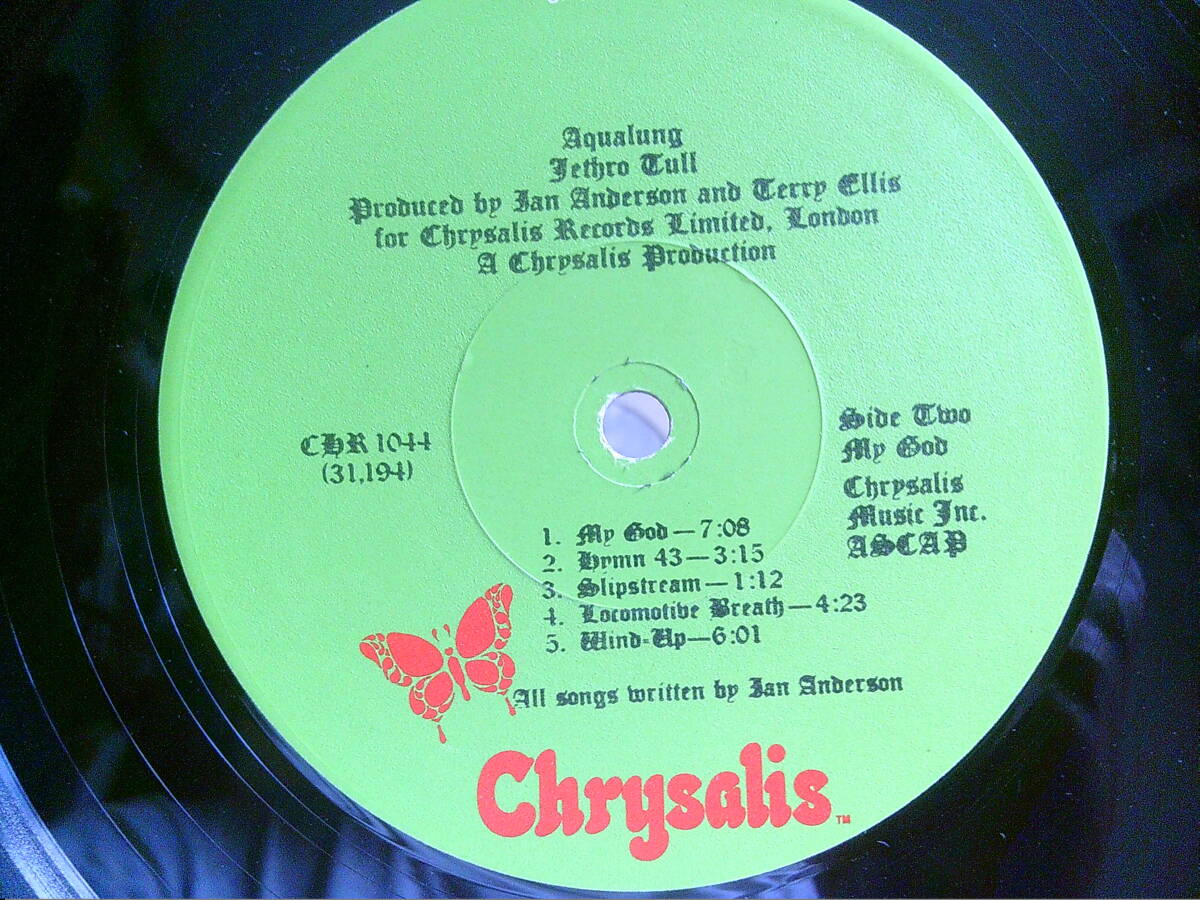 Aqualung
Jethro Tull
Produced by Ian Anderson and Terry Ellis
for Chrysalis Records Limited, London
A Chrysalis Production
CHR 1044
(31,194)
Side Two
My God
Chrysalis
Music Inc.
ASCAP
1. My God—7:08
2. Hymn 43—3:15
3. Slipstream—1:12
4. Locomotive Breath—4:23
5. Wind-Up—6:01
All songs written by Ian Anderson
Chrysalis TM